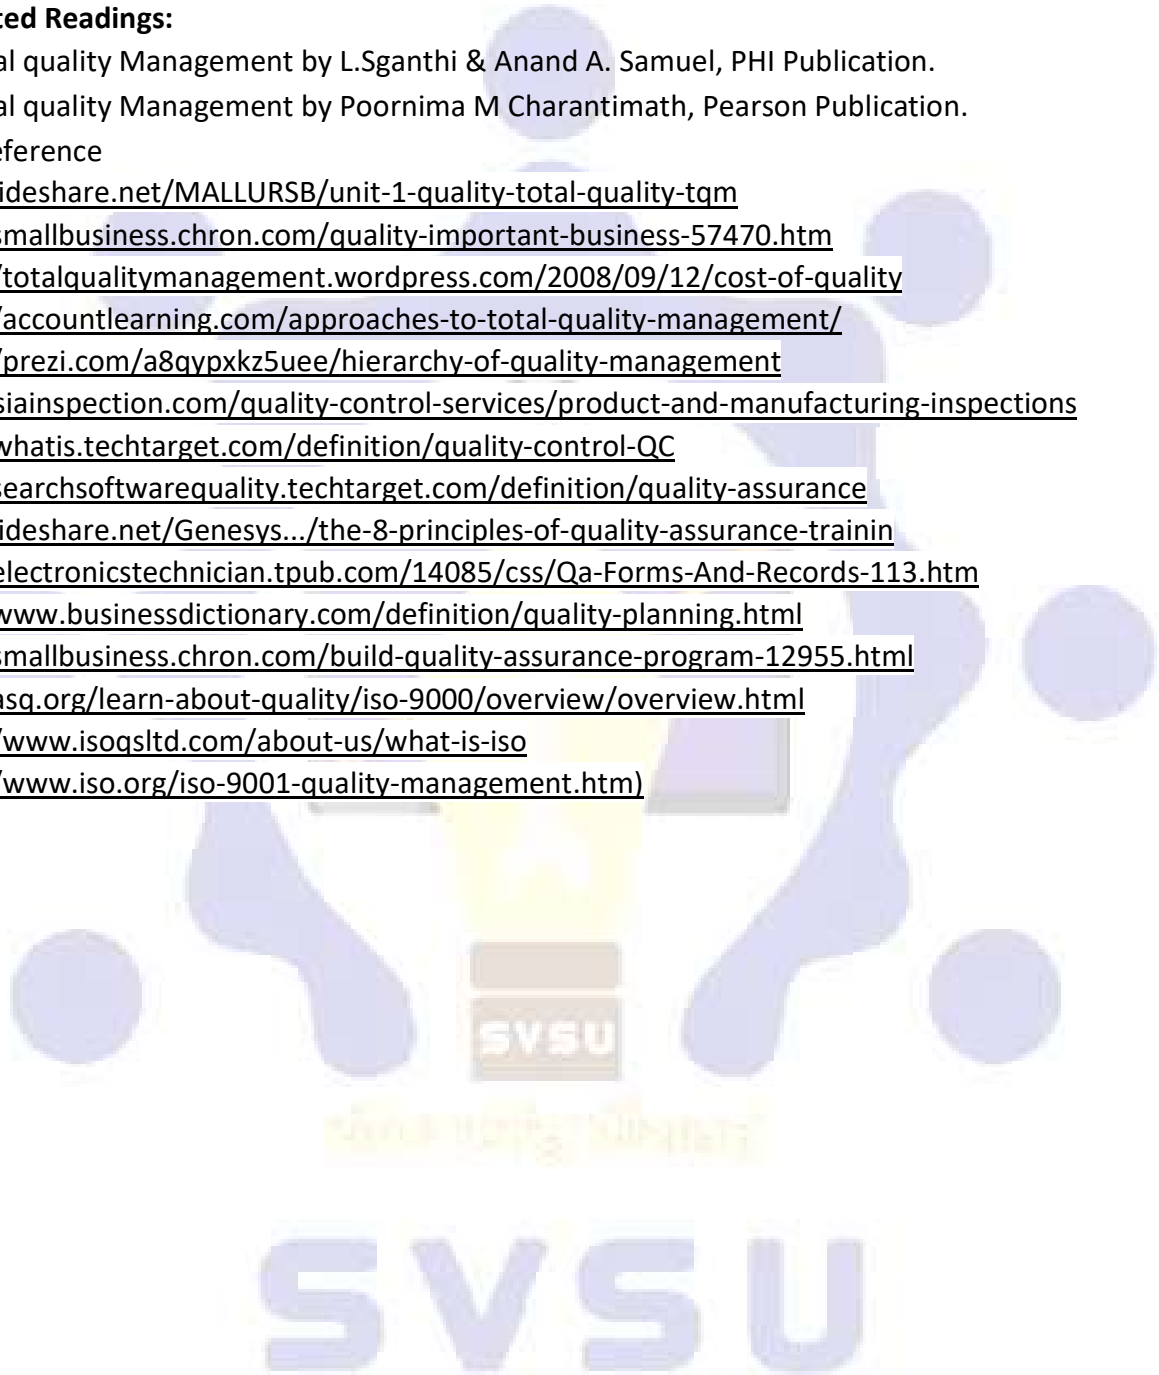 ted Readings:
al quality Management by L.Sganthi & Anand A. Samuel, PHI Publication.
al quality Management by Poornima M Charantimath, Pearson Publication.
eference
ideshare.net/MALLURSB/unit-1-quality-total-quality-tqm
smallbusiness.chron.com/quality-important-business-57470.htm
/totalqualitymanagement.wordpress.com/2008/09/12/cost-of-quality
/accountlearning.com/approaches-to-total-quality-management/
/prezi.com/a8qypxkz5uee/hierarchy-of-quality-management
siainspection.com/quality-control-services/product-and-manufacturing-inspections
whatis.techtarget.com/definition/quality-control-QC
searchsoftwarequality.techtarget.com/definition/quality-assurance
ideshare.net/Genesys.../the-8-principles-of-quality-assurance-trainin
electronicstechnician.tpub.com/14085/css/Qa-Forms-And-Records-113.htm
www.businessdictionary.com/definition/quality-planning.html
smallbusiness.chron.com/build-quality-assurance-program-12955.html
asq.org/learn-about-quality/iso-9000/overview/overview.html
/www.isoqsltd.com/about-us/what-is-iso
/www.iso.org/iso-9001-quality-management.htm)
SVSU
SVSU